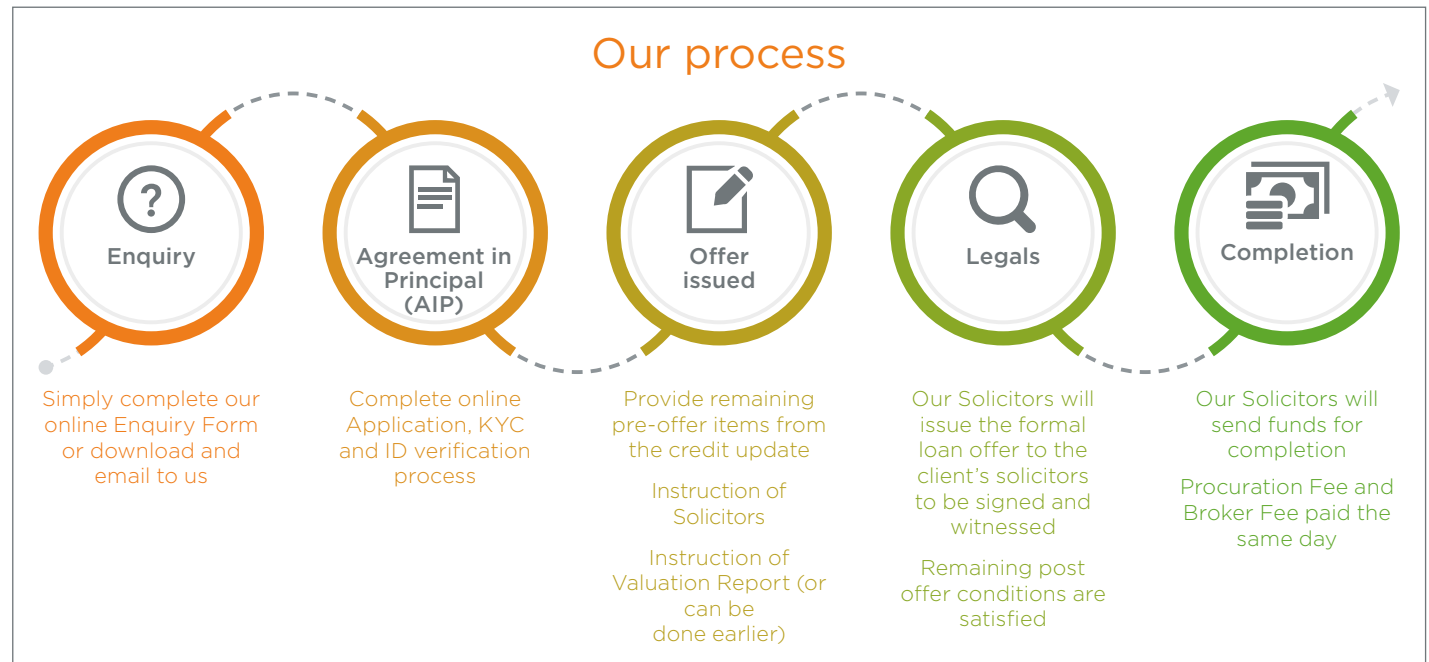 Our process
?
Enquiry
Simply complete our
online Enquiry Form
or download and
email to us
Agreement in
Principal
(AIP)
Complete online
Application, KYC
and ID verification
process
Offer
issued
Provide remaining
pre-offer items from
the credit update
Instruction of
Solicitors
Instruction of
Valuation Report (or
can be
done earlier)
Legals
Our Solicitors will
issue the formal
loan offer to the
client’s solicitors
to be signed and
witnessed
Remaining post
offer conditions are
satisfied
Completion
Our Solicitors will
send funds for
completion
Procuration Fee and
Broker Fee paid the
same day